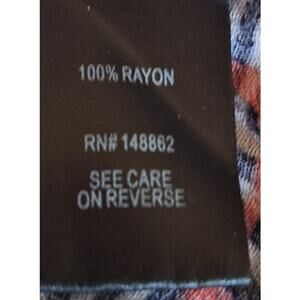 100% RAYON
RN# 148862
SEE CARE
ON REVERSE